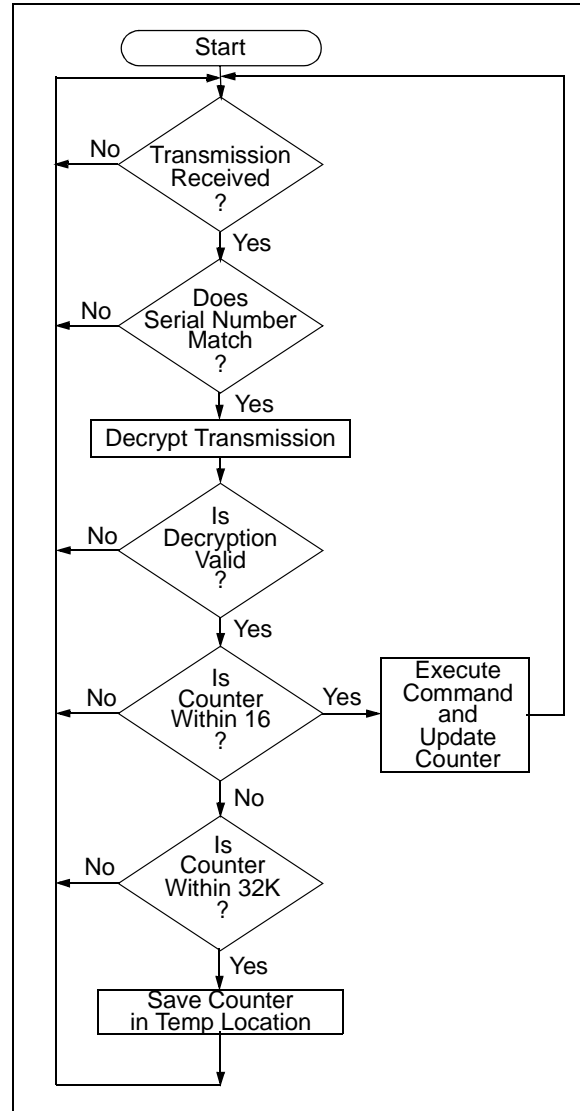 Start
No
Transmission
Received
?
Yes
Does
Serial Number
Match
?
No
Yes
Decrypt Transmission
Is
Decryption
Valid
?
No
Yes
Is
Counter
Within 16
?
No
Yes
Execute
Command
and
Update
Counter
No
Is
Counter
Within 32K
?
No
Yes
Save Counter
in Temp Location